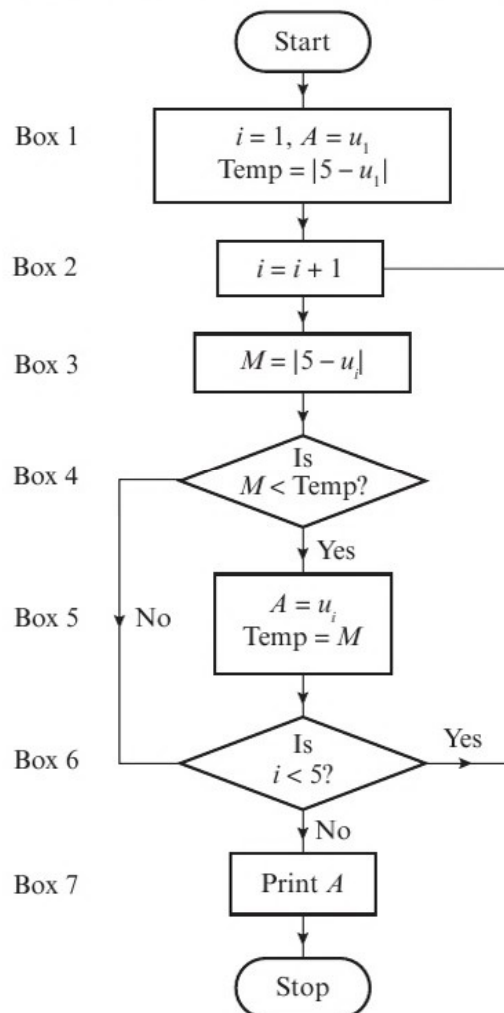 Start
Box 1
i = 1, A = u₁
Temp = |5 – u₁|
Box 2
i = i + 1
Box 3
M = |5 – uᵢ|
Box 4
Is
M < Temp?
Yes
Box 5
A = uᵢ
Temp = M
No
Box 6
Is
i < 5?
Yes
No
Box 7
Print A
Stop